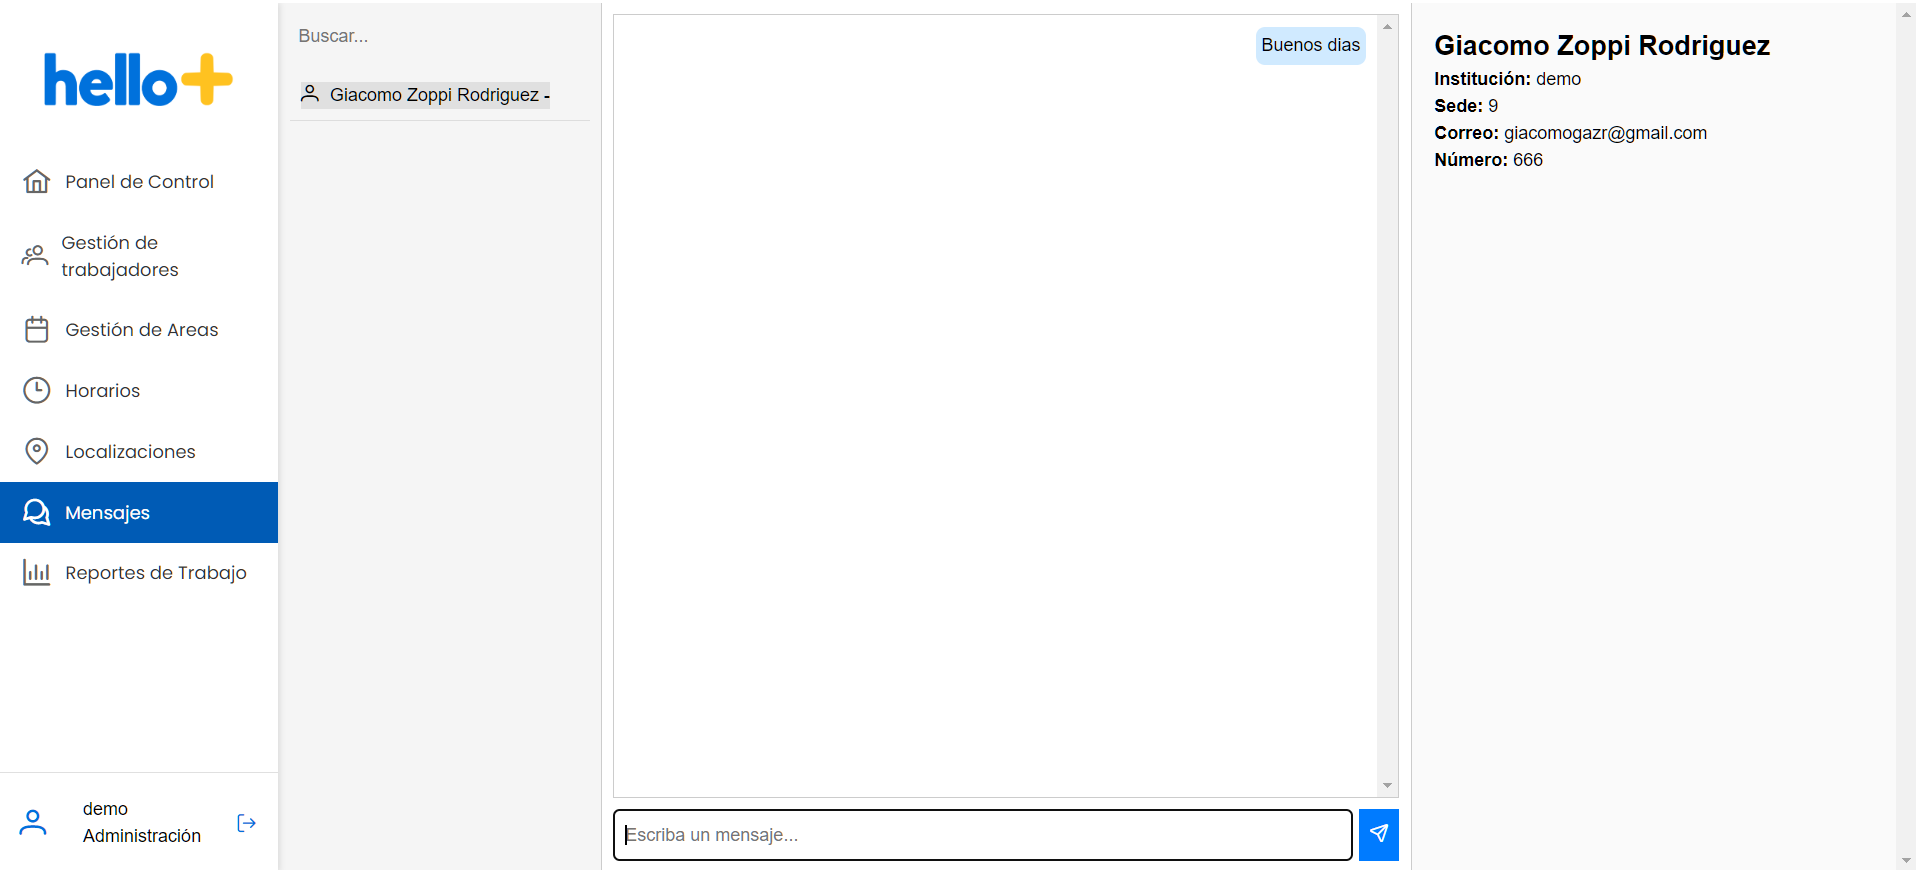 hello+
Panel de Control
Gestión de
trabajadores
Gestión de Areas
Horarios
Localizaciones
Mensajes
Reportes de Trabajo
demo
Administración
Buscar...
Giacomo Zoppi Rodriguez -
Buenos dias
Escriba un mensaje...
Giacomo Zoppi Rodriguez
Institución: demo
Sede: 9
Correo: giacomogazr@gmail.com
Número: 666